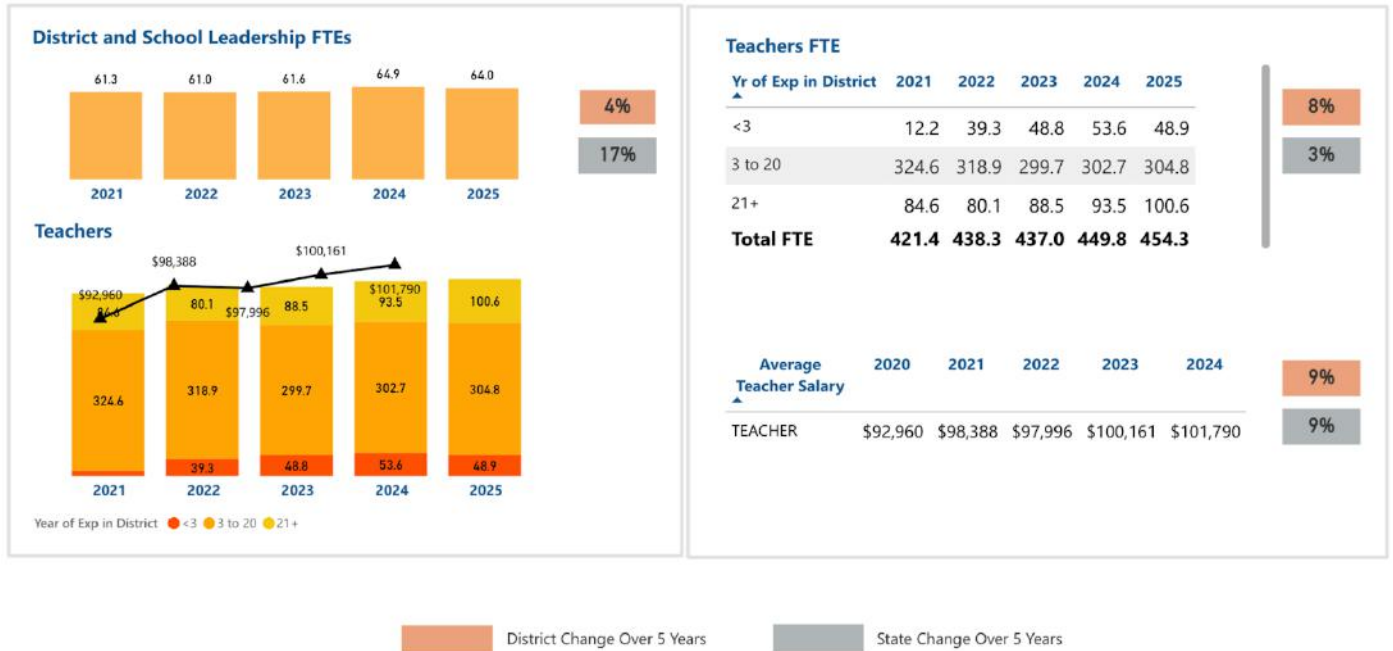 District and School Leadership FTEs
61.3 61.0 61.6 64.9 64.0
4%
17%
2021 2022 2023 2024 2025
Teachers
$92,960 $98,388 $97,996 $100,161 $101,790
84.6 80.1 88.5 93.5 100.6
324.6 318.9 299.7 302.7 304.8
39.3 48.8 53.6 48.9
2021 2022 2023 2024 2025
Year of Exp in District <3 3 to 20 21+
Teachers FTE
Yr of Exp in District 2021 2022 2023 2024 2025
<3 12.2 39.3 48.8 53.6 48.9
3 to 20 324.6 318.9 299.7 302.7 304.8
21+ 84.6 80.1 88.5 93.5 100.6
Total FTE 421.4 438.3 437.0 449.8 454.3
8%
3%
Average 2020 2021 2022 2023 2024
Teacher Salary
TEACHER $92,960 $98,388 $97,996 $100,161 $101,790
9%
9%
District Change Over 5 Years State Change Over 5 Years